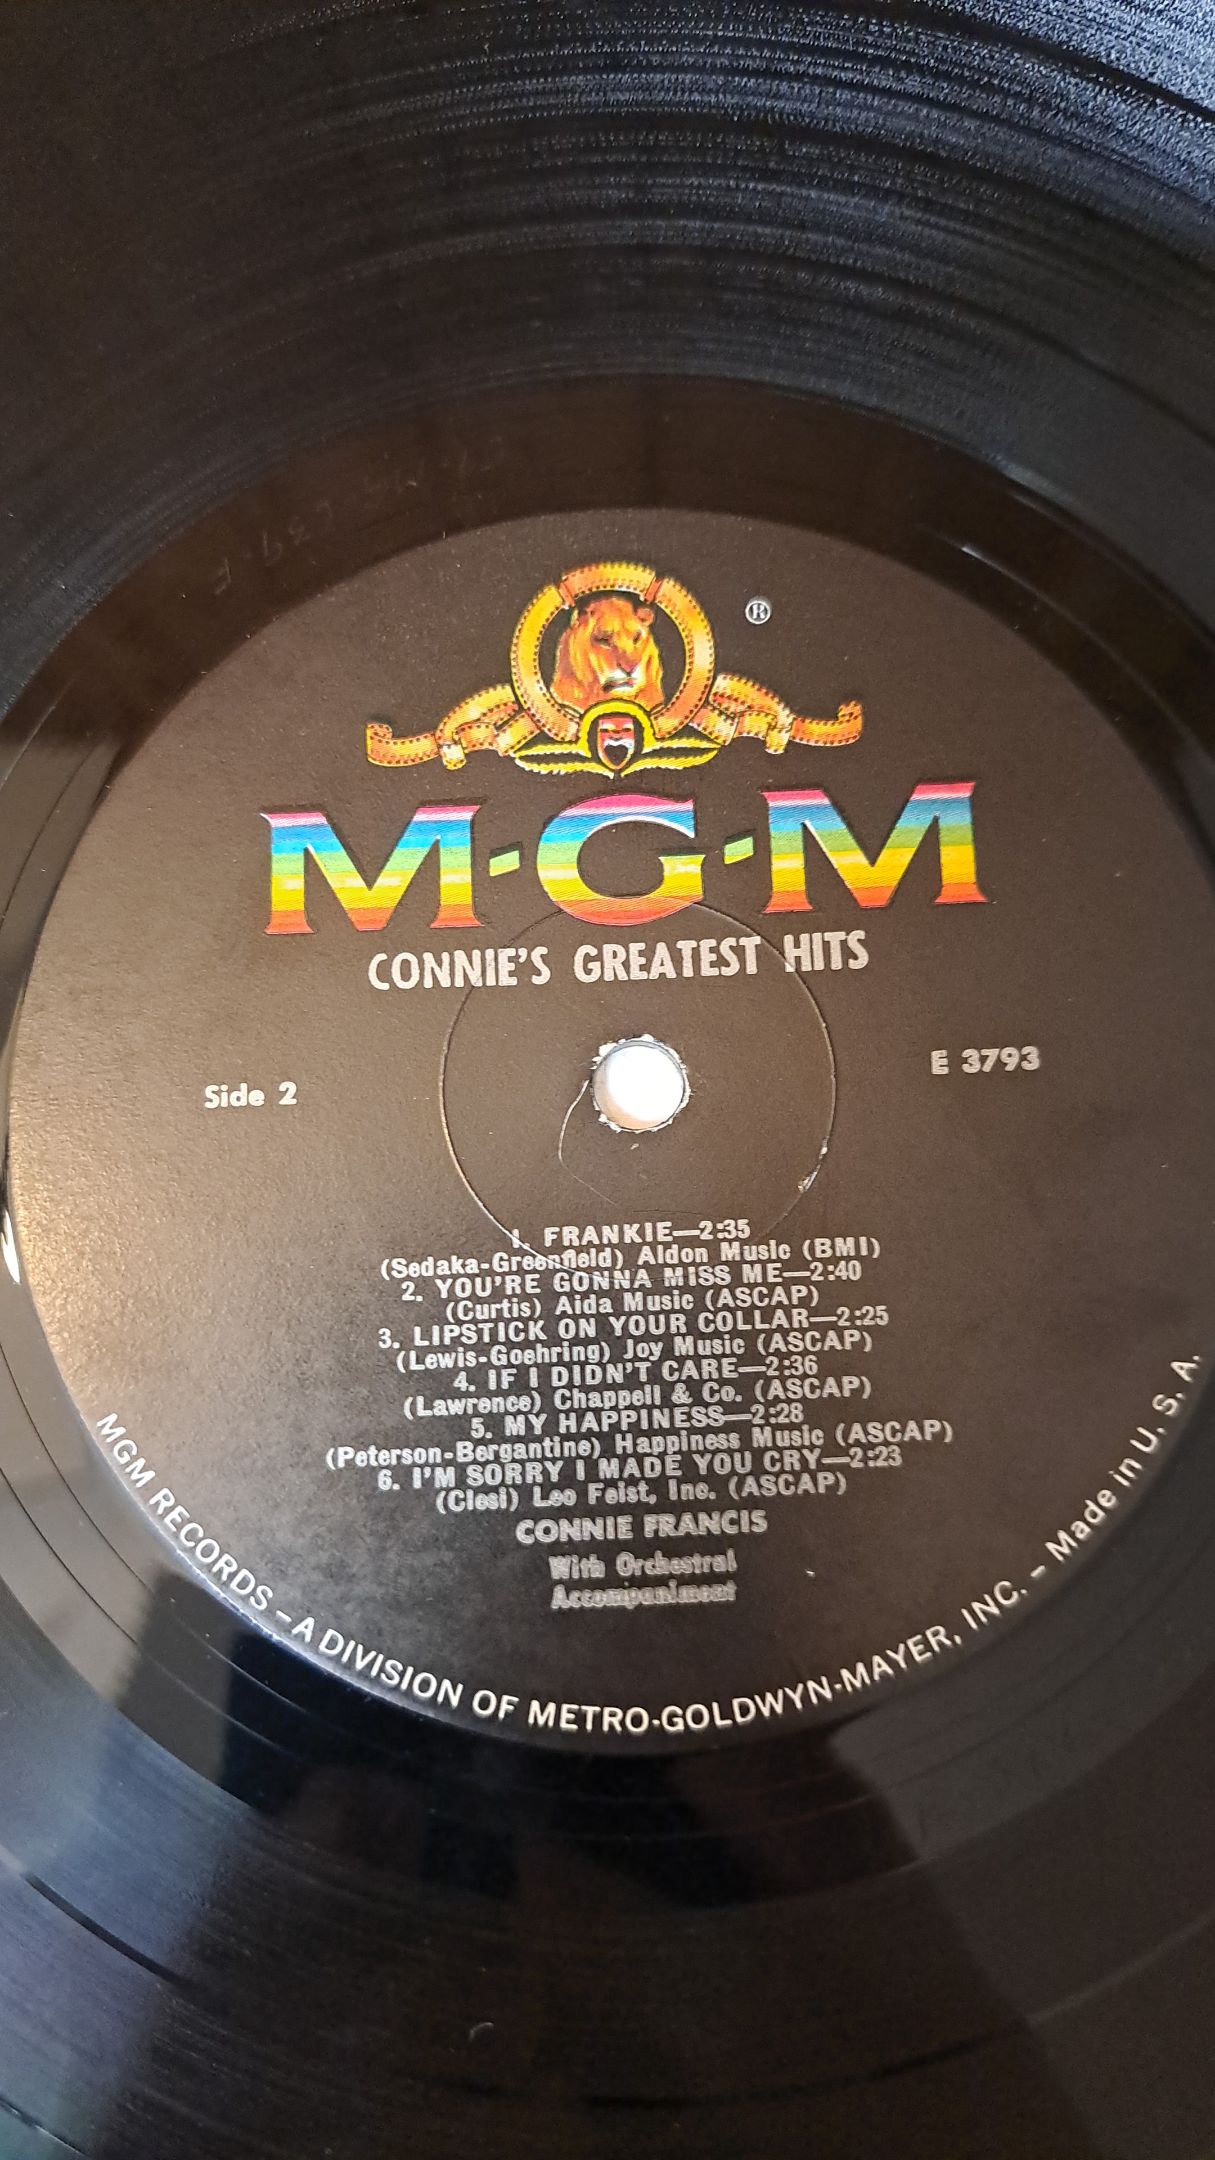 ®
M·G·M
CONNIE'S GREATEST HITS
Side 2
E 3793
1. FRANKIE—2:35
(Sedaka-Greenfield) Aldon Music (BMI)
2. YOU'RE GONNA MISS ME—2:40
(Curtis) Aida Music (ASCAP)
3. LIPSTICK ON YOUR COLLAR—2:25
(Lewis-Goehring) Joy Music (ASCAP)
4. IF I DIDN'T CARE—2:36
(Lawrence) Chappell & Co. (ASCAP)
5. MY HAPPINESS—2:28
(Peterson-Bergantine) Happiness Music (ASCAP)
6. I'M SORRY I MADE YOU CRY—2:23
(Clesi) Leo Feist, Inc. (ASCAP)
CONNIE FRANCIS
With Orchestral
Accompaniment
MGM RECORDS – A DIVISION OF METRO-GOLDWYN-MAYER, INC. – Made in U. S. A.